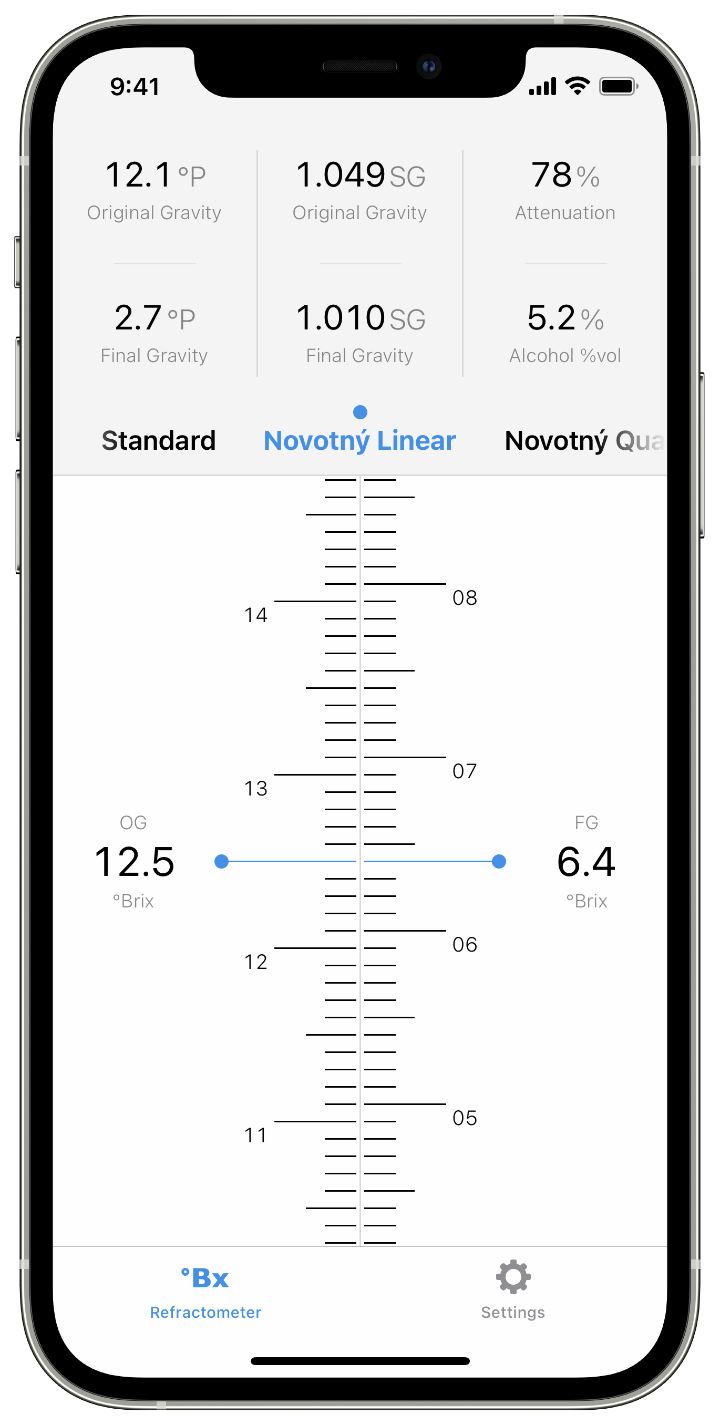 9:41
12.1 °P
Original Gravity
1.049 SG
Original Gravity
78 %
Attenuation
2.7 °P
Final Gravity
1.010 SG
Final Gravity
5.2 %
Alcohol %vol
Standard
Novotný Linear
Novotný Qua
08
14
07
13
OG
12.5
°Brix
FG
6.4
°Brix
06
12
05
11
°Bx
Refractometer
Settings